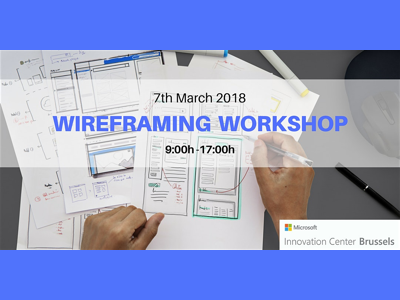 7th March 2018
WIREFRAMING WORKSHOP
9:00h -17:00h
Microsoft
Innovation Center Brussels